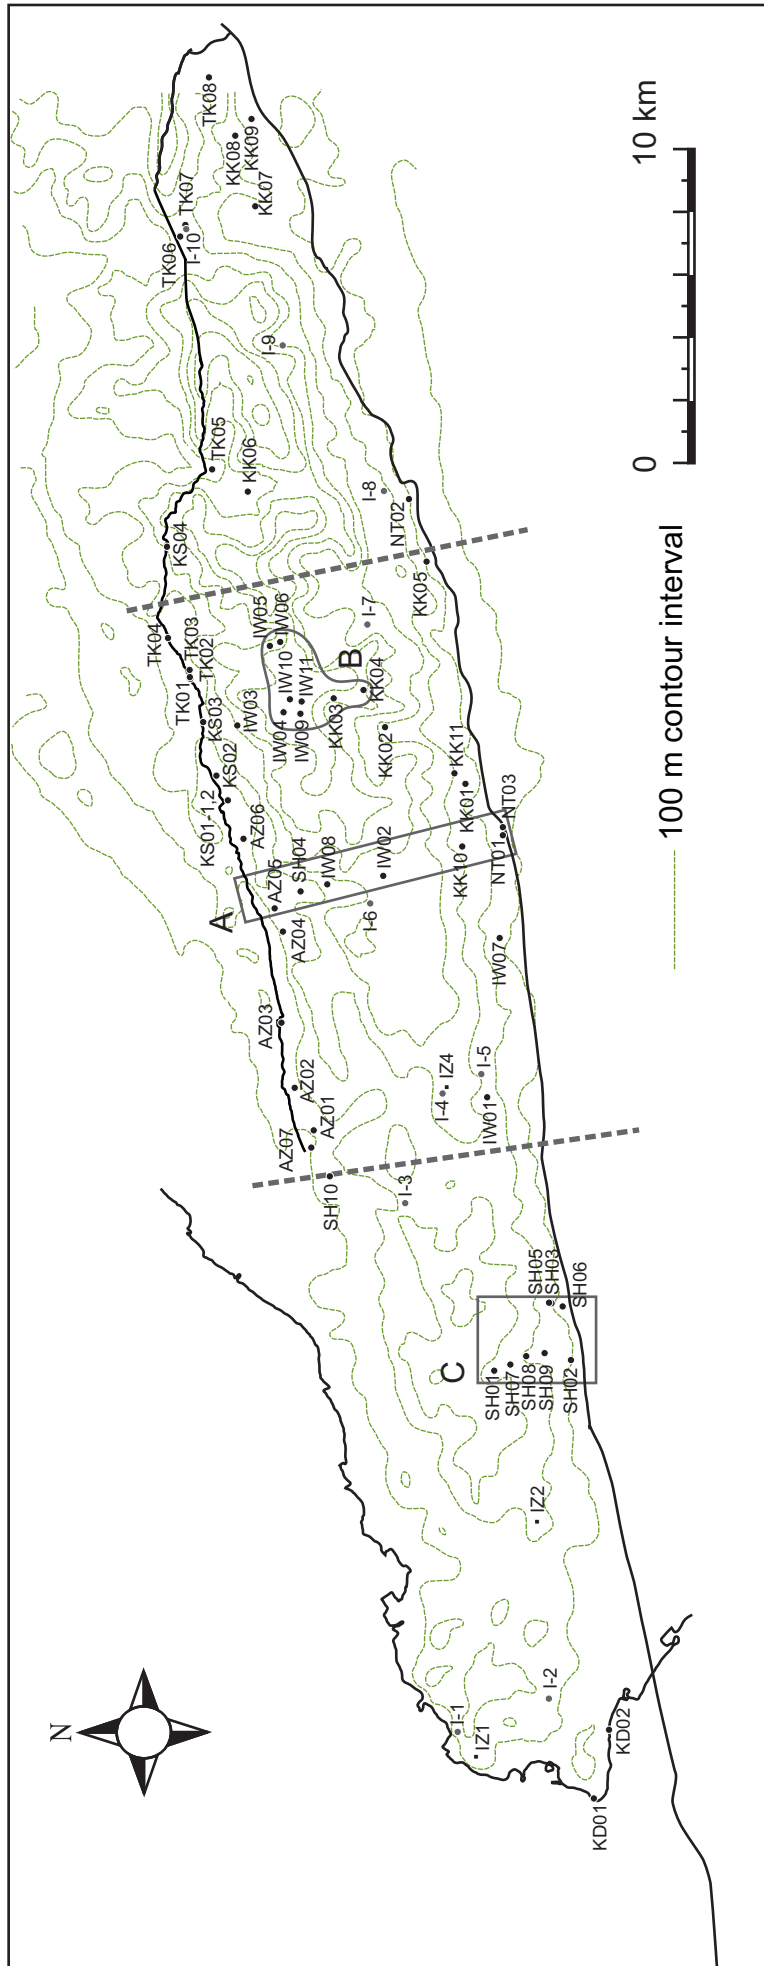 N
A
B
C
TK08
KK08
KK09
KK07
TK07
I-10
TK06
I-9
TK05
KK06
I-8
NT02
KS04
KK05
I-7
TK04
TK03
TK02
TK01
IW05
IW06
IW10
IW11
IW04
IW09
KK03
KK04
KK02
IW03
KS03
KS02
KS01-1,2
AZ06
KK11
KK01
NT03
NT01
KK10
AZ05
SH04
IW08
IW02
I-6
AZ04
IW07
AZ03
AZ02
AZ01
AZ07
I-4
IZ4
I-5
IW01
SH10
I-3
SH05
SH03
SH06
SH01
SH07
SH08
SH09
SH02
IZ2
I-2
I-1
IZ1
KD02
KD01
0
10 km
100 m contour interval